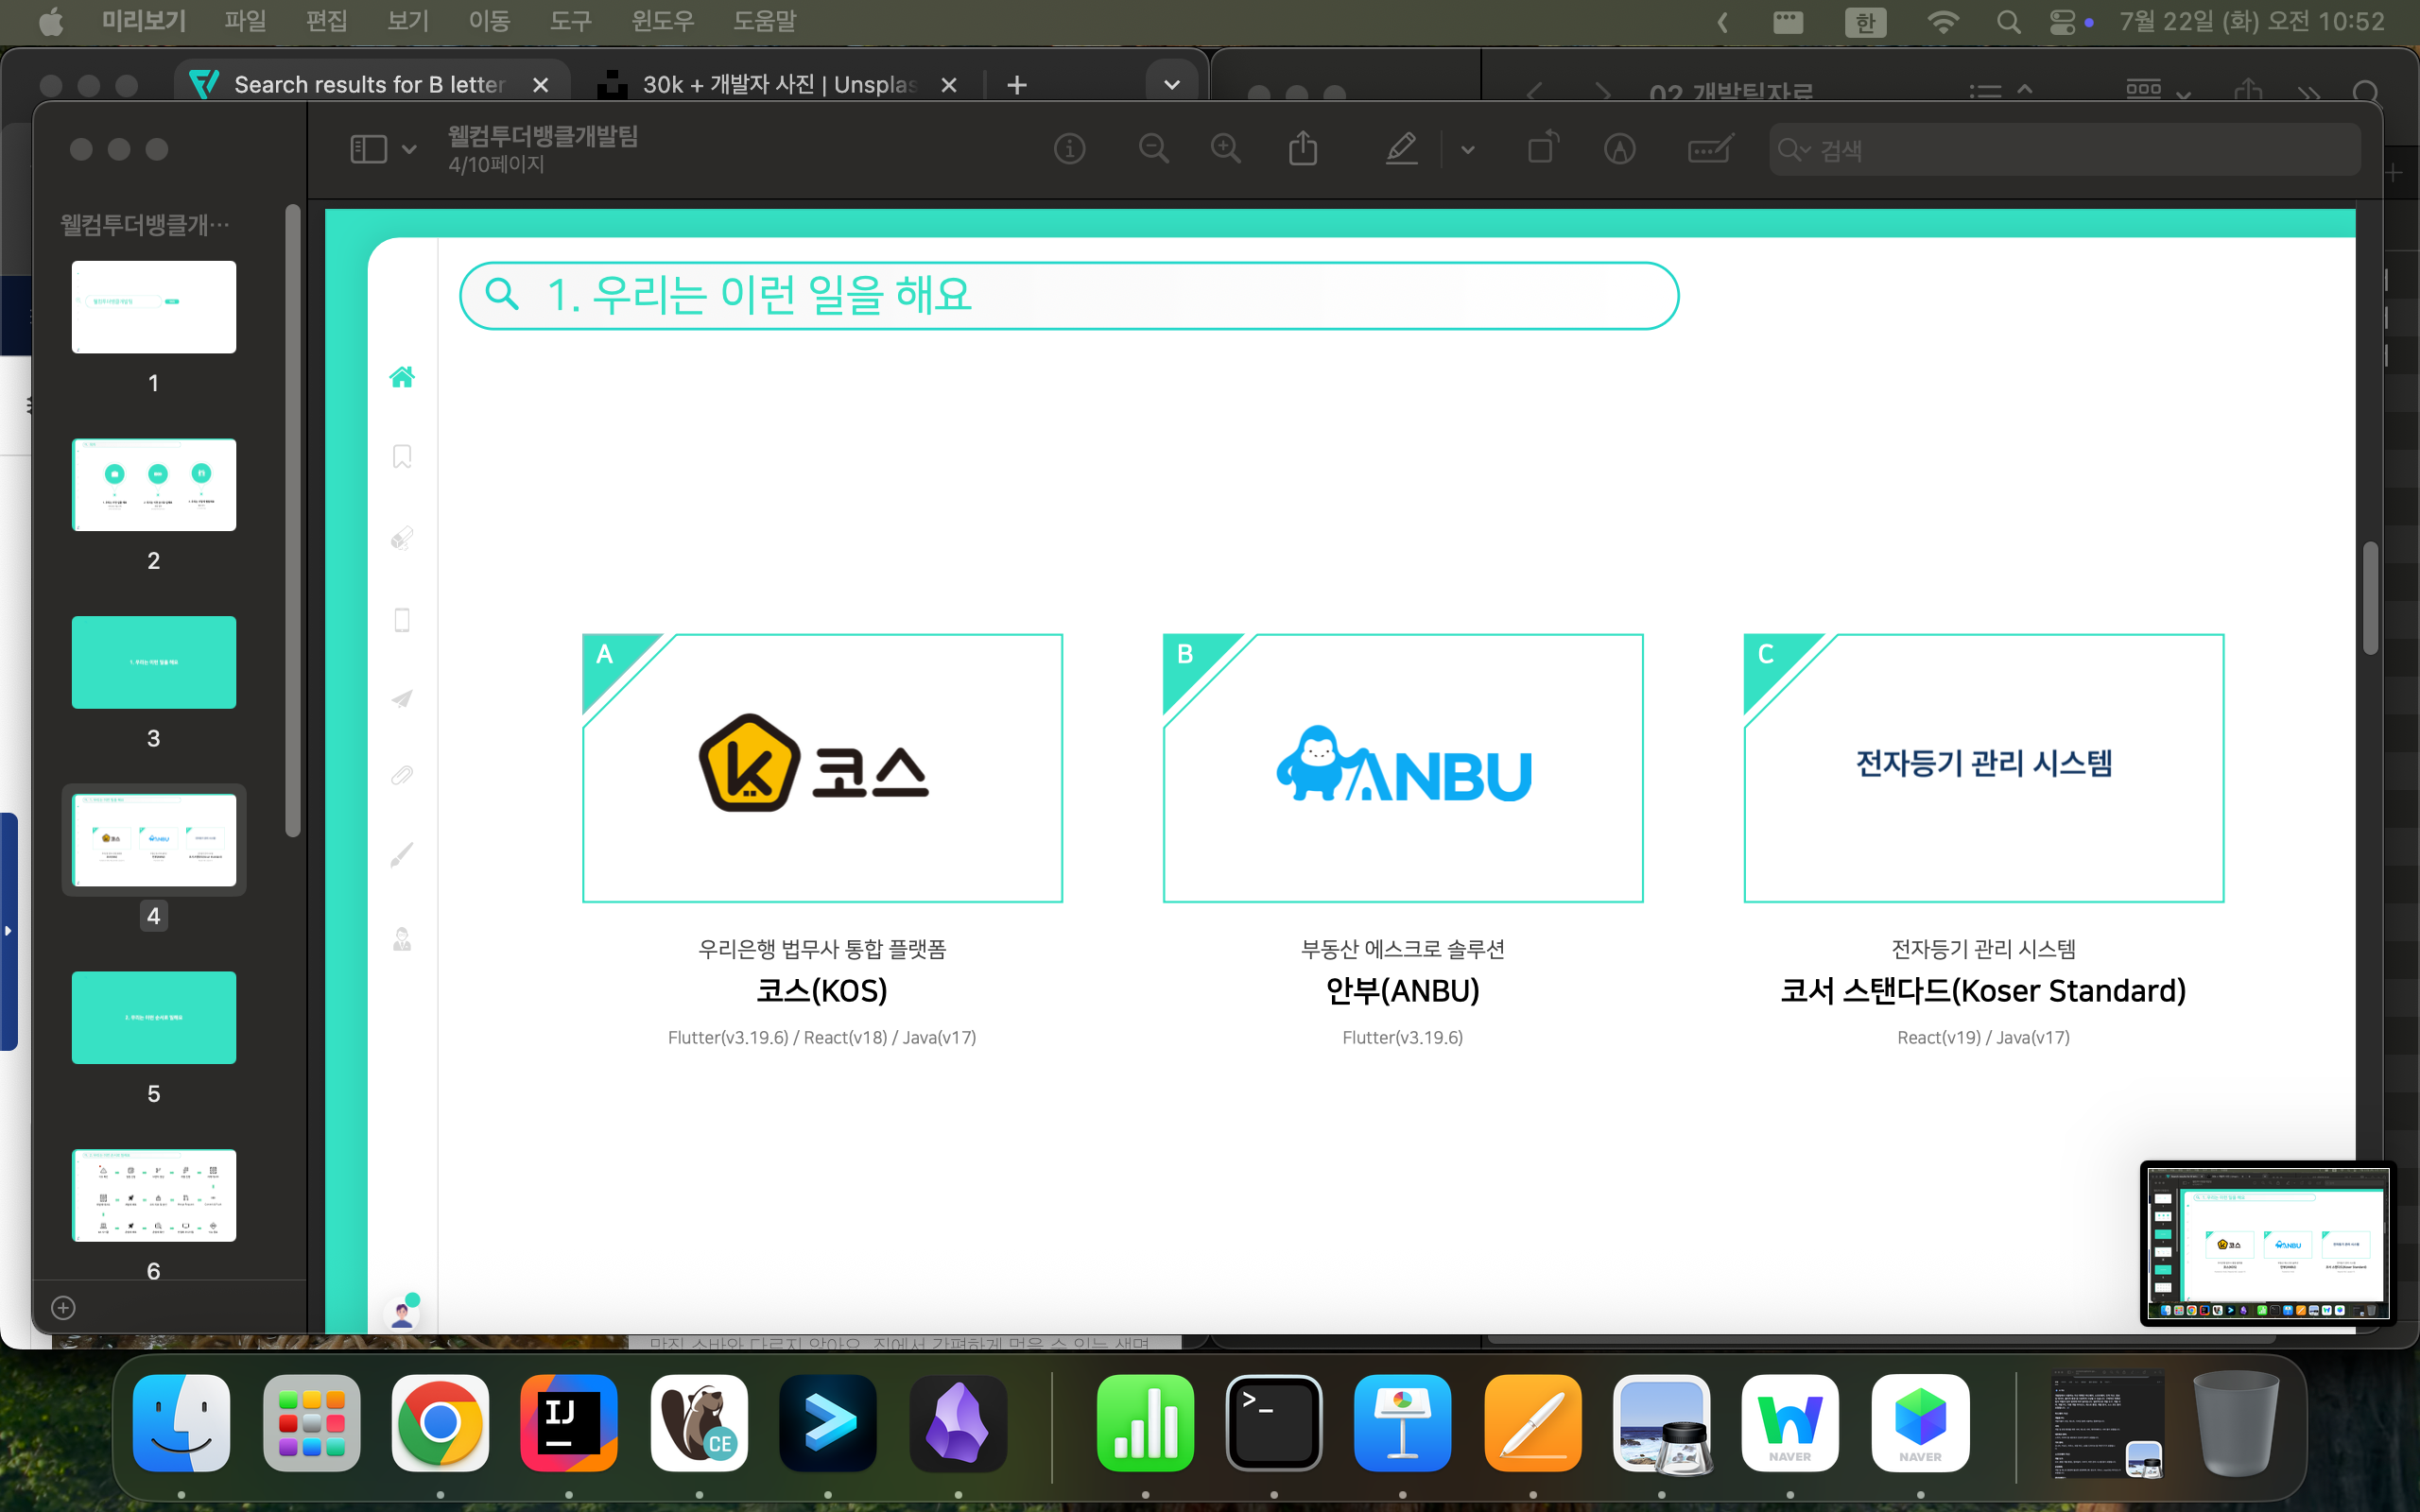 미리보기 파일 편집 보기 이동 도구 윈도우 도움말
한 7월 22일 (화) 오전 10:52
Search results for B letter
30k + 개발자 사진 | Unsplas
02 개발팀자료
웰컴투더뱅클개발팀
4/10페이지
검색
웰컴투더뱅클개…
1
2
3
4
5
6
1. 우리는 이런 일을 해요
A
코스
우리은행 법무사 통합 플랫폼
코스(KOS)
Flutter(v3.19.6) / React(v18) / Java(v17)
B
ANBU
부동산 에스크로 솔루션
안부(ANBU)
Flutter(v3.19.6)
C
전자등기 관리 시스템
전자등기 관리 시스템
코서 스탠다드(Koser Standard)
React(v19) / Java(v17)
IJ
CE
>_
NAVER
NAVER